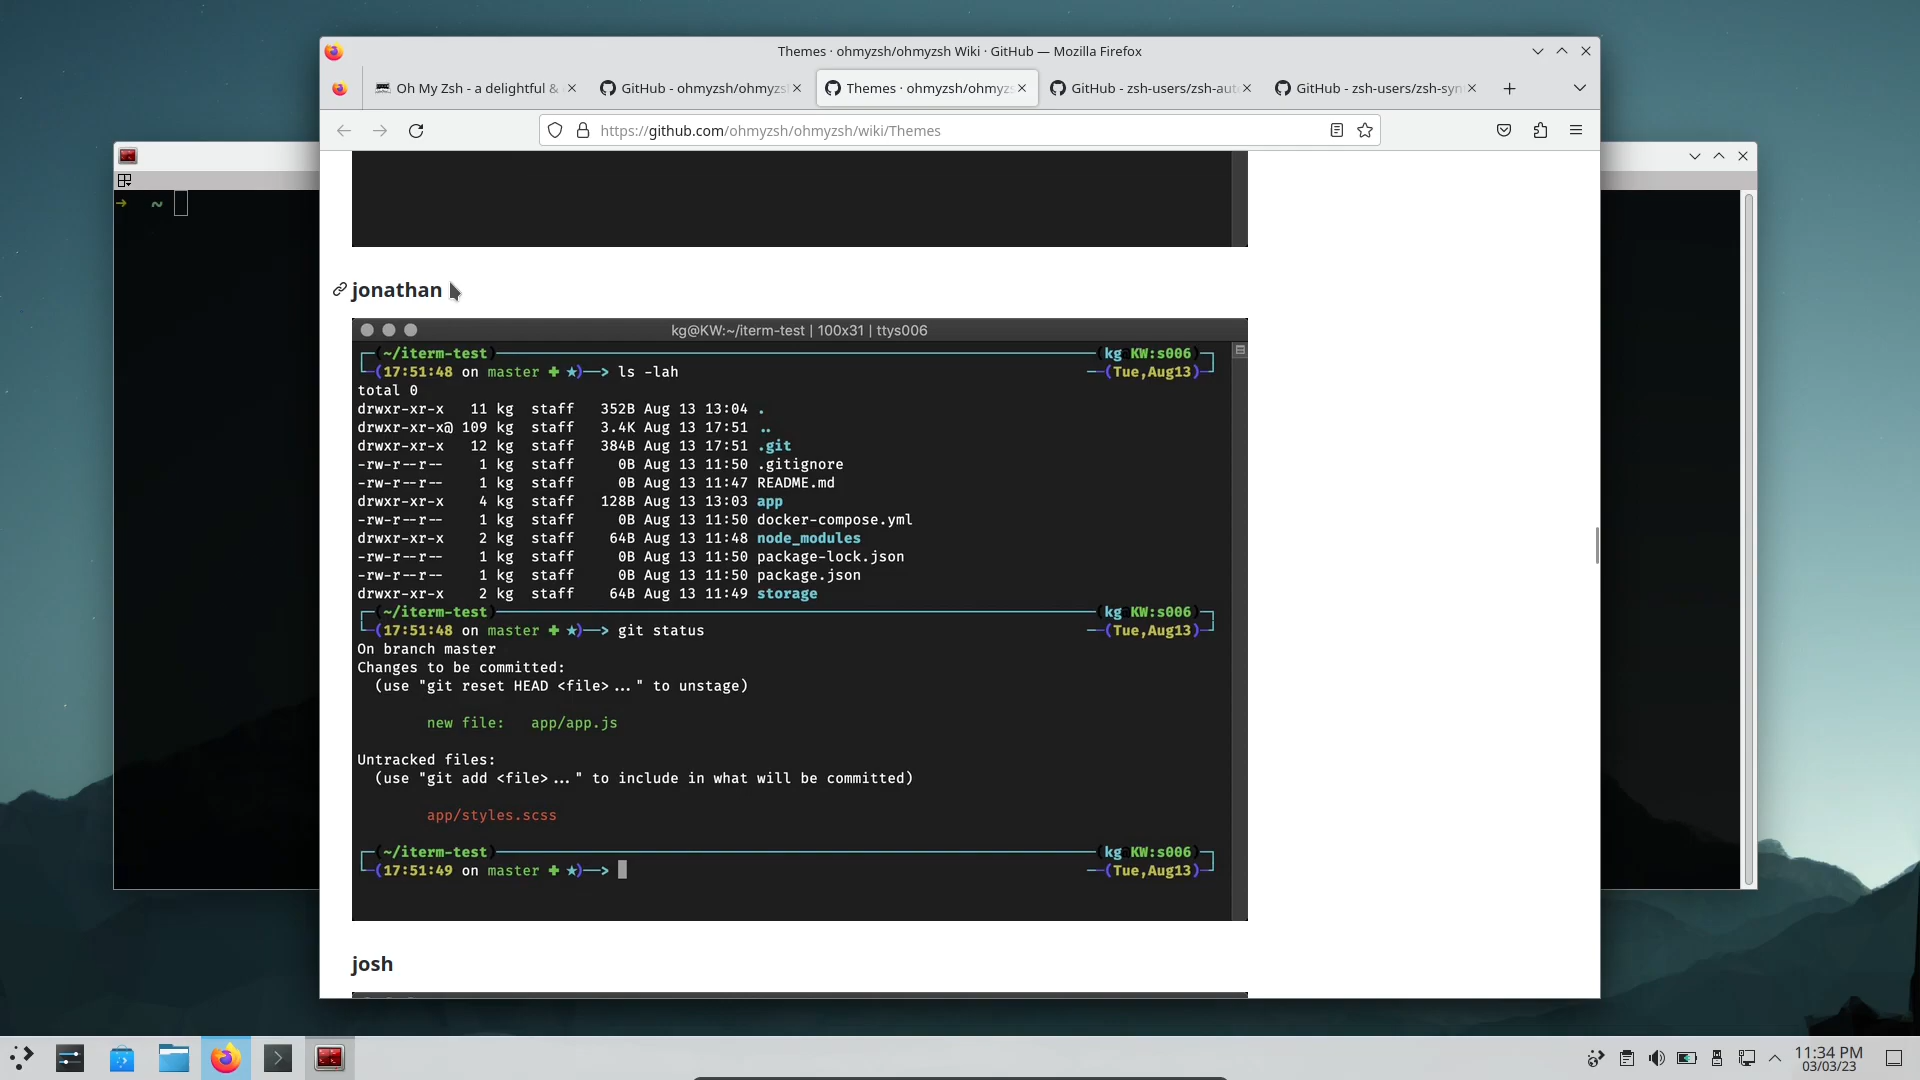 Themes · ohmyzsh/ohmyzsh Wiki · GitHub — Mozilla Firefox
Oh My Zsh - a delightful &
GitHub - ohmyzsh/ohmyzs
Themes · ohmyzsh/ohmyzs
GitHub - zsh-users/zsh-aut
GitHub - zsh-users/zsh-syn
https://github.com/ohmyzsh/ohmyzsh/wiki/Themes
➜ ~
jonathan
kg@KW:~/iterm-test | 100x31 | ttys006
(~/iterm-test) (kg KW:s006)
(17:51:48 on master ✚ ★)──> ls -lah (Tue,Aug13)
total 0
drwxr-xr-x 11 kg staff 352B Aug 13 13:04 .
drwxr-xr-x@ 109 kg staff 3.4K Aug 13 17:51 ..
drwxr-xr-x 12 kg staff 384B Aug 13 17:51 .git
-rw-r--r-- 1 kg staff 0B Aug 13 11:50 .gitignore
-rw-r--r-- 1 kg staff 0B Aug 13 11:47 README.md
drwxr-xr-x 4 kg staff 128B Aug 13 13:03 app
-rw-r--r-- 1 kg staff 0B Aug 13 11:50 docker-compose.yml
drwxr-xr-x 2 kg staff 64B Aug 13 11:48 node_modules
-rw-r--r-- 1 kg staff 0B Aug 13 11:50 package-lock.json
-rw-r--r-- 1 kg staff 0B Aug 13 11:50 package.json
drwxr-xr-x 2 kg staff 64B Aug 13 11:49 storage
(~/iterm-test) (kg KW:s006)
(17:51:48 on master ✚ ★)──> git status (Tue,Aug13)
On branch master
Changes to be committed:
(use "git reset HEAD <file>..." to unstage)
new file: app/app.js
Untracked files:
(use "git add <file>..." to include in what will be committed)
app/styles.scss
(~/iterm-test) (kg KW:s006)
(17:51:49 on master ✚ ★)──> (Tue,Aug13)
josh
11:34 PM
03/03/23